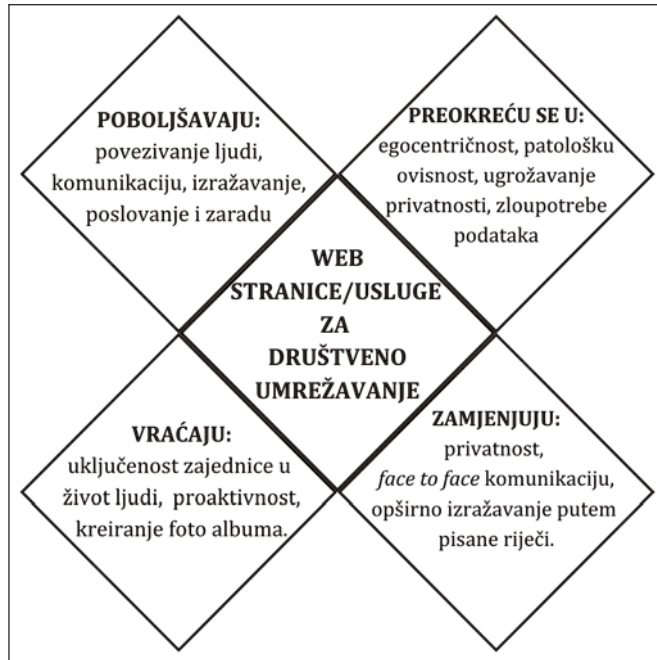 POBOLJŠAVAJU:
povezivanje ljudi,
komunikaciju, izražavanje,
poslovanje i zaradu
PREOKREĆU SE U:
egocentričnost, patološku
ovisnost, ugrožavanje
privatnosti, zloupotrebe
podataka
WEB
STRANICE/USLUGE
ZA
DRUŠTVENO
UMREŽAVANJE
VRAĆAJU:
uključenost zajednice u
život ljudi, proaktivnost,
kreiranje foto albuma.
ZAMJENJUJU:
privatnost,
face to face komunikaciju,
opširno izražavanje putem
pisane riječi.